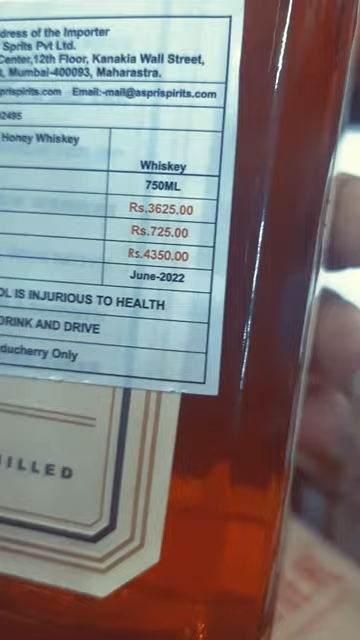 dress of the Importer
Sprits Pvt Ltd.
Center,12th Floor, Kanakia Wall Street,
, Mumbai-400093, Maharastra.
sprispirits.com Email:-mail@asprispirits.com
02495
Honey Whiskey
Whiskey
750ML
Rs.3625.00
Rs.725.00
Rs.4350.00
June-2022
OL IS INJURIOUS TO HEALTH
DRINK AND DRIVE
ducherry Only
ILLED